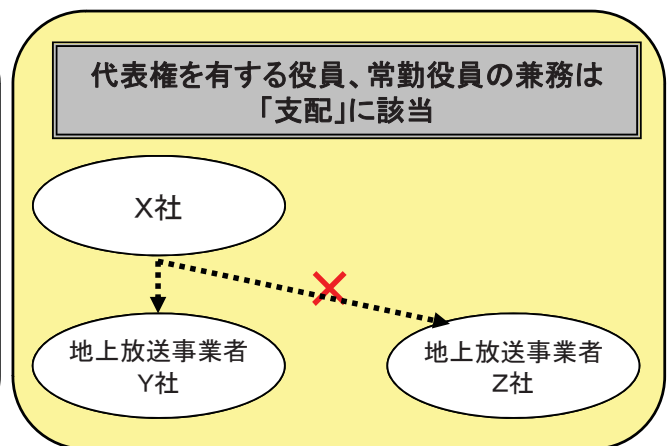 代表権を有する役員、常勤役員の兼務は
「支配」に該当
X社
地上放送事業者
Y社
地上放送事業者
Z社